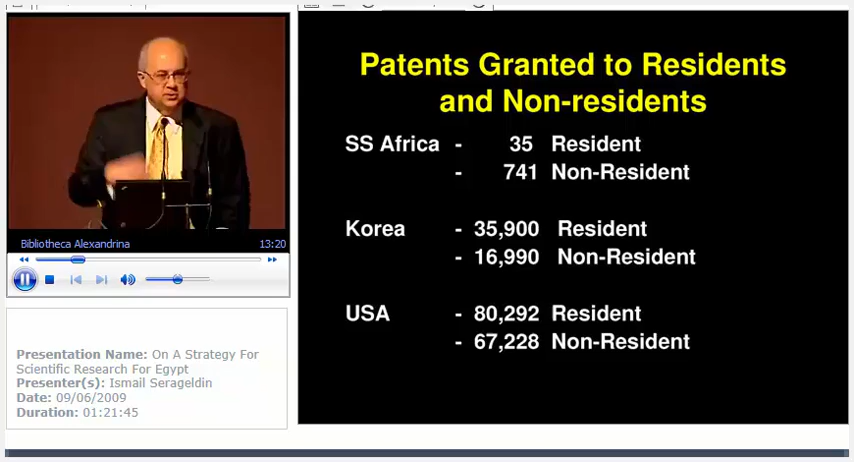 Bibliotheca Alexandrina 13:20
Presentation Name: On A Strategy For
Scientific Research For Egypt
Presenter(s): Ismail Serageldin
Date: 09/06/2009
Duration: 01:21:45
Patents Granted to Residents
and Non-residents
SS Africa - 35 Resident
- 741 Non-Resident
Korea - 35,900 Resident
- 16,990 Non-Resident
USA - 80,292 Resident
- 67,228 Non-Resident